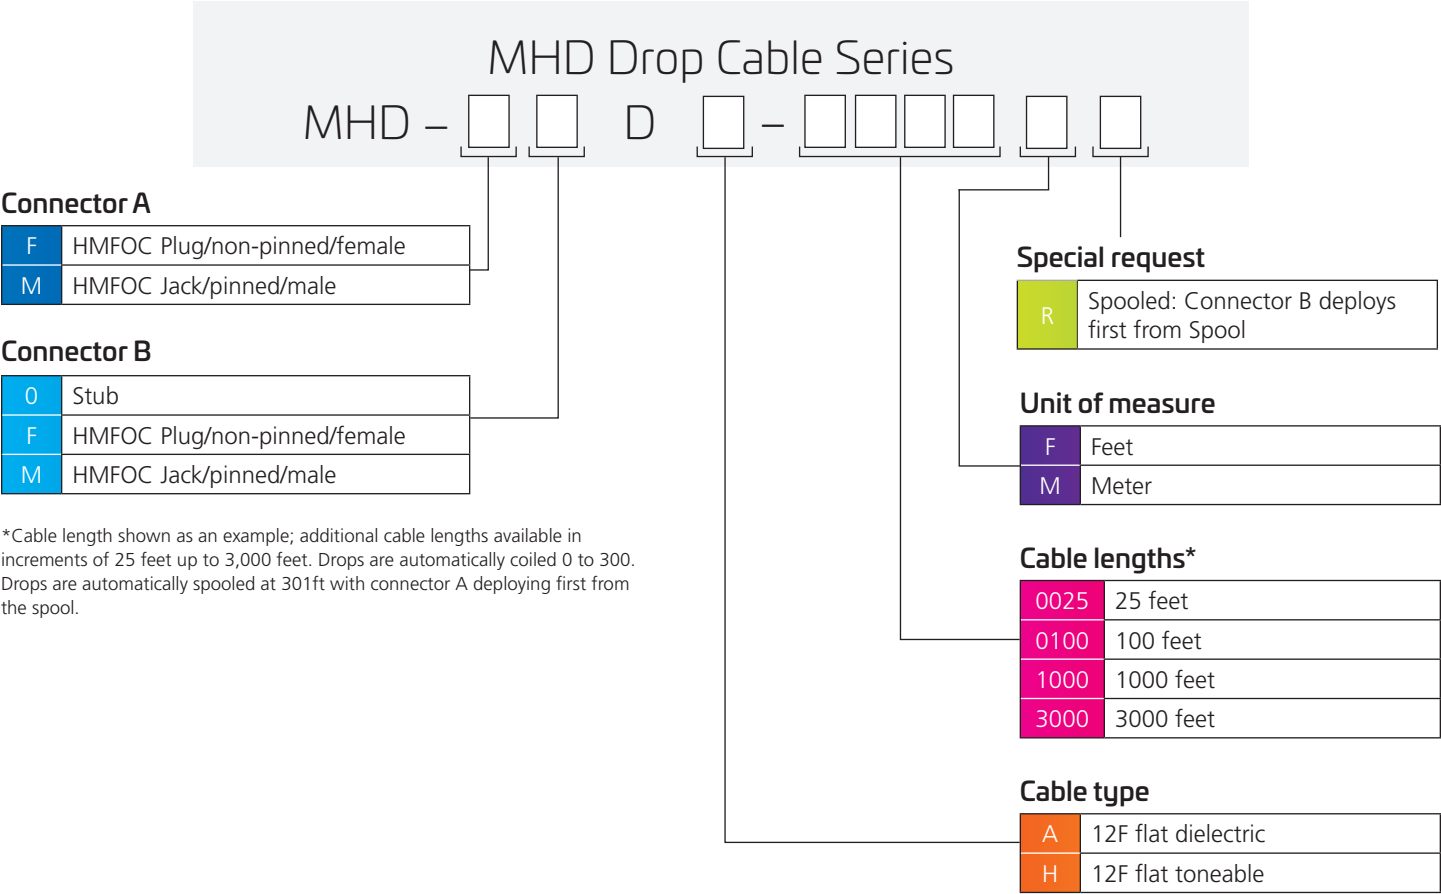 MHD Drop Cable Series
MHD – D –
Connector A
F HMFOC Plug/non-pinned/female
M HMFOC Jack/pinned/male
Connector B
0 Stub
F HMFOC Plug/non-pinned/female
M HMFOC Jack/pinned/male
*Cable length shown as an example; additional cable lengths available in
increments of 25 feet up to 3,000 feet. Drops are automatically coiled 0 to 300.
Drops are automatically spooled at 301ft with connector A deploying first from
the spool.
Special request
R Spooled: Connector B deploys
first from Spool
Unit of measure
F Feet
M Meter
Cable lengths*
0025 25 feet
0100 100 feet
1000 1000 feet
3000 3000 feet
Cable type
A 12F flat dielectric
H 12F flat toneable